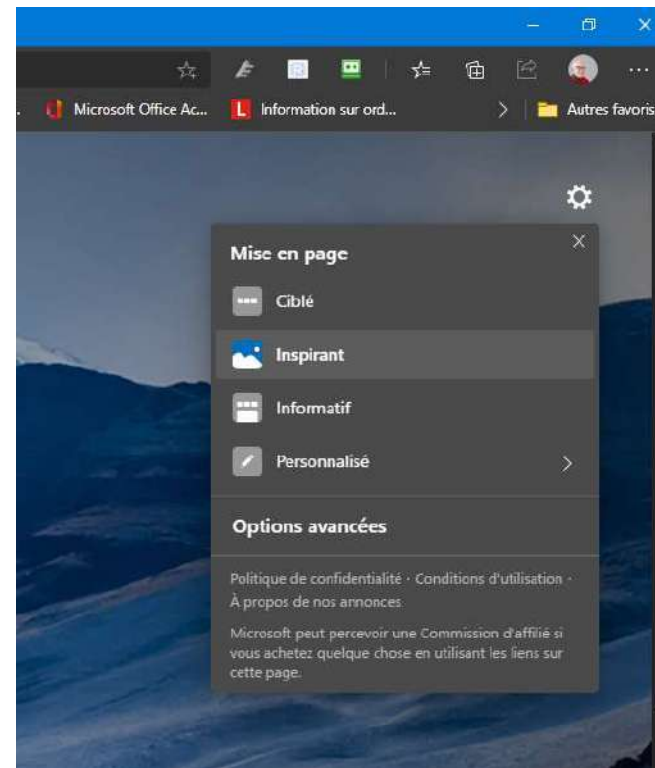 . Microsoft Office Ac... Information sur ord... Autres favoris
Mise en page
Ciblé
Inspirant
Informatif
Personnalisé
Options avancées
Politique de confidentialité · Conditions d'utilisation ·
À propos de nos annonces
Microsoft peut percevoir une Commission d'affilié si
vous achetez quelque chose en utilisant les liens sur
cette page.